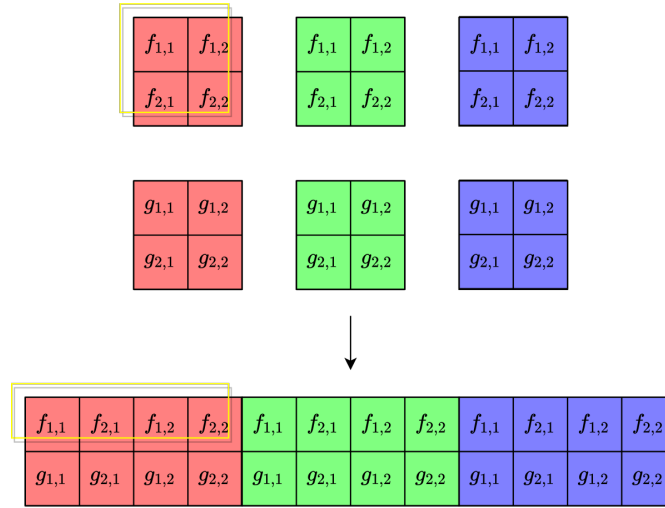 f1,1 f1,2 f1,1 f1,2 f1,1 f1,2
f2,1 f2,2 f2,1 f2,2 f2,1 f2,2
g1,1 g1,2 g1,1 g1,2 g1,1 g1,2
g2,1 g2,2 g2,1 g2,2 g2,1 g2,2
f1,1 f2,1 f1,2 f2,2 f1,1 f2,1 f1,2 f2,2 f1,1 f2,1 f1,2 f2,2
g1,1 g2,1 g1,2 g2,2 g1,1 g2,1 g1,2 g2,2 g1,1 g2,1 g1,2 g2,2